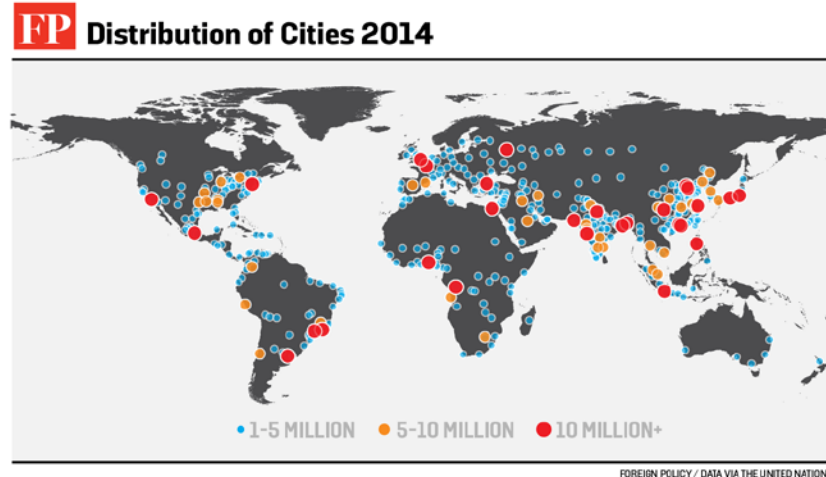 FP Distribution of Cities 2014
1-5 MILLION 5-10 MILLION 10 MILLION+
FOREIGN POLICY / DATA VIA THE UNITED NATION